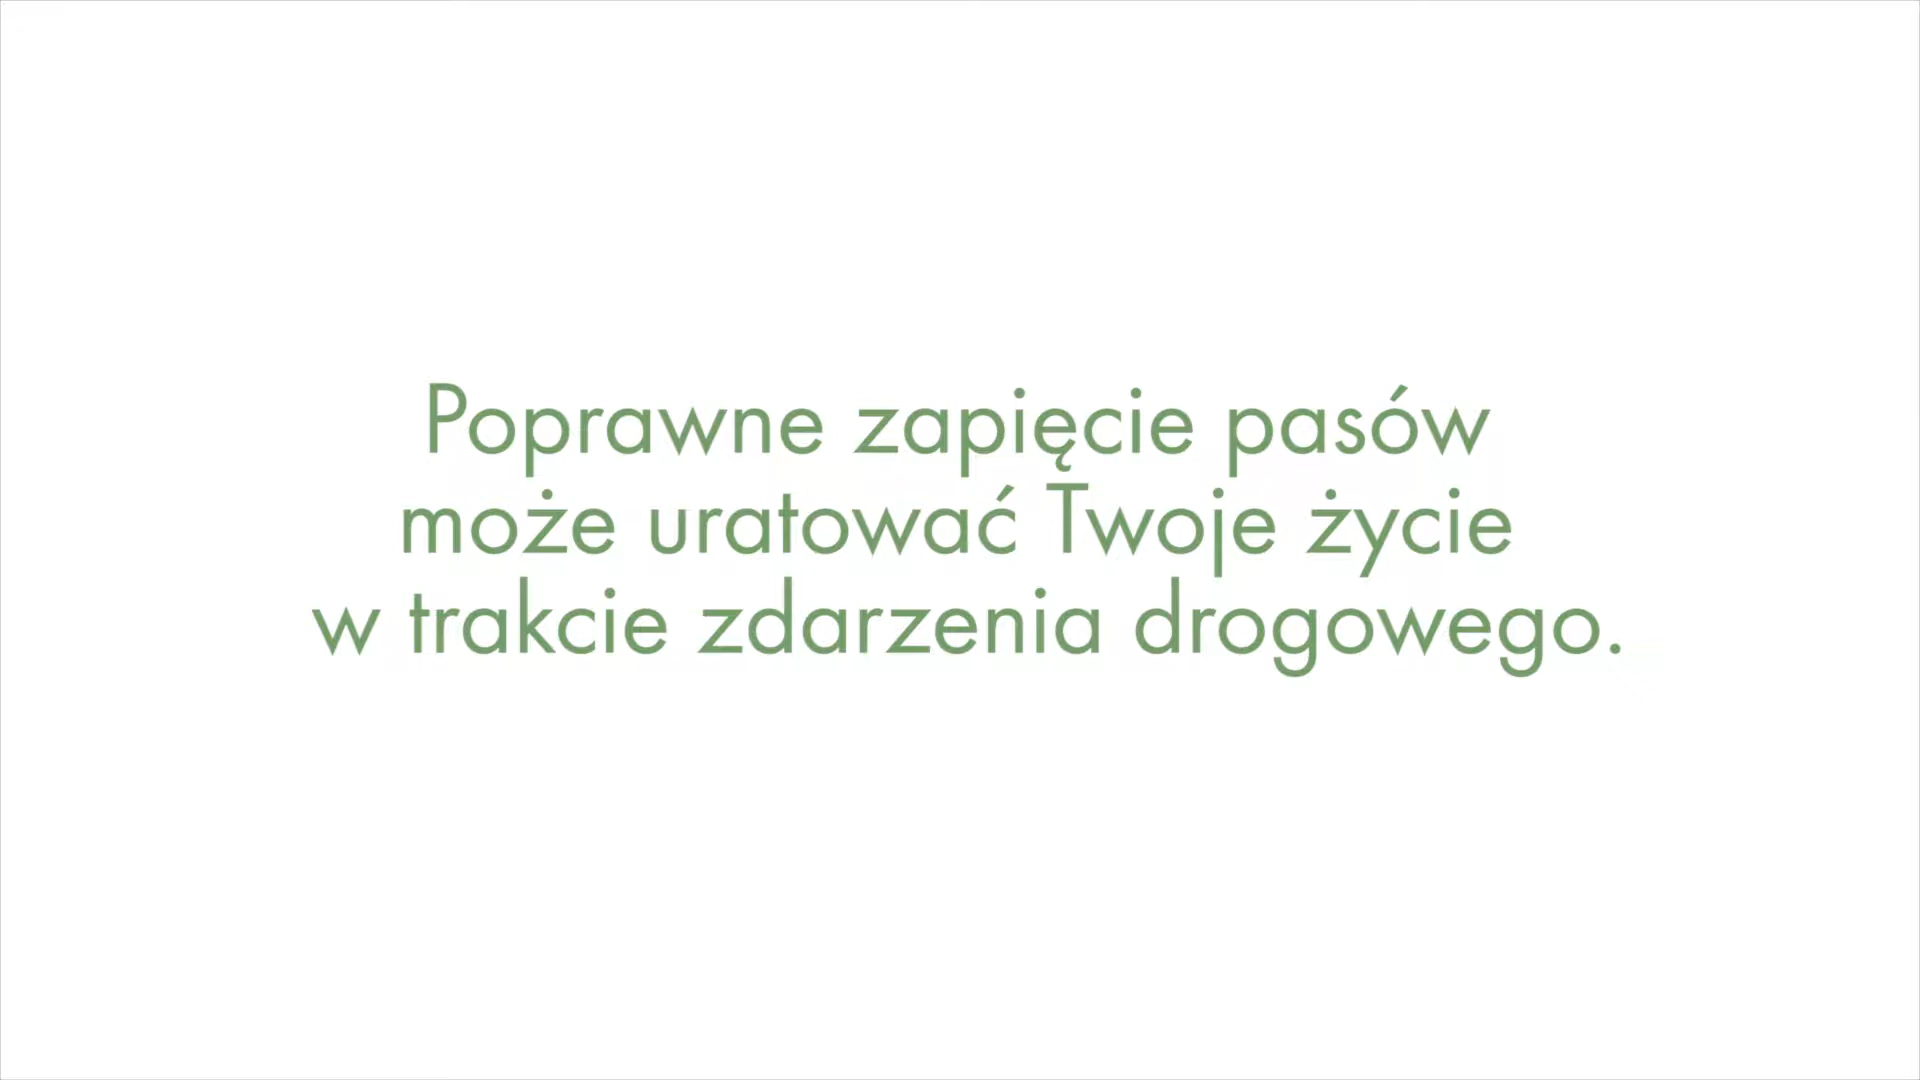 Poprawne zapięcie pasów
może uratować Twoje życie
w trakcie zdarzenia drogowego.